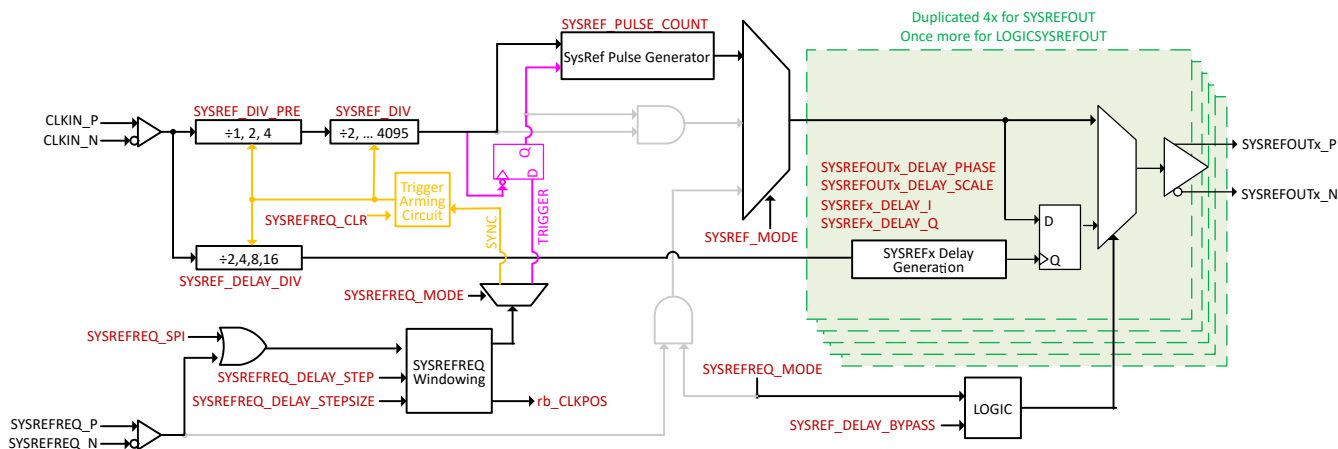 Duplicated 4x for SYSREFOUT
Once more for LOGICSYSREFOUT
SYSREF_PULSE_COUNT
SysRef Pulse Generator
CLKIN_P
CLKIN_N
SYSREF_DIV_PRE
÷1, 2, 4
SYSREF_DIV
÷2, ... 4095
Q
D
TRIGGER
SYNC
Trigger
Arming
Circuit
SYSREFREQ_CLR
÷2,4,8,16
SYSREF_DELAY_DIV
SYSREF_MODE
SYSREFOUTx_DELAY_PHASE
SYSREFOUTx_DELAY_SCALE
SYSREFx_DELAY_I
SYSREFx_DELAY_Q
SYSREFx Delay
Generation
D
Q
SYSREFOUTx_P
SYSREFOUTx_N
SYSREFREQ_MODE
SYSREFREQ_SPI
SYSREFREQ
Windowing
SYSREFREQ_DELAY_STEP
SYSREFREQ_DELAY_STEPSIZE
rb_CLKPOS
SYSREFREQ_P
SYSREFREQ_N
SYSREFREQ_MODE
SYSREF_DELAY_BYPASS
LOGIC